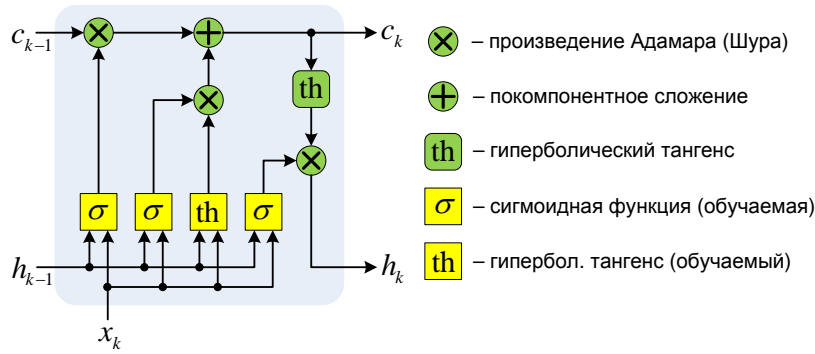 c_{k-1}
c_k
th
σ
σ
th
σ
h_{k-1}
h_k
x_k
– произведение Адамара (Шура)
– покомпонентное сложение
th – гиперболический тангенс
σ – сигмоидная функция (обучаемая)
th – гипербол. тангенс (обучаемый)